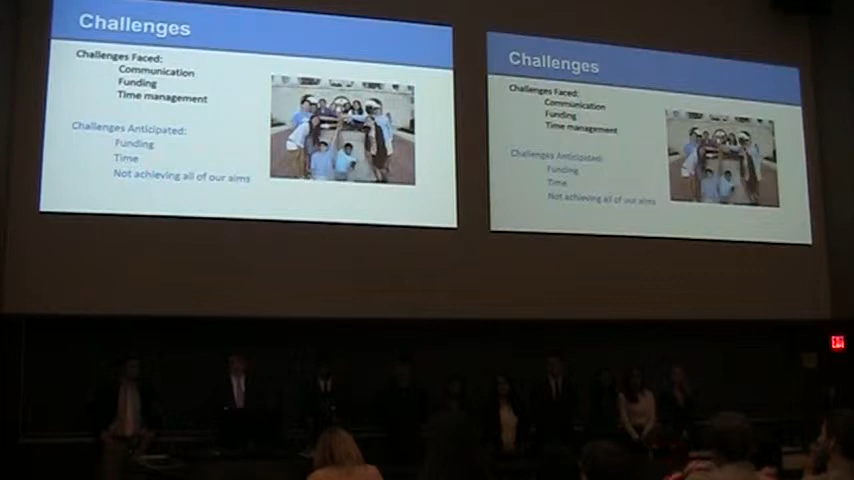 Challenges
Challenges Faced:
Communication
Funding
Time management
Challenges Anticipated:
Funding
Time
Not achieving all of our aims
Challenges
Challenges Faced:
Communication
Funding
Time management
Challenges Anticipated:
Funding
Time
Not achieving all of our aims
EXIT